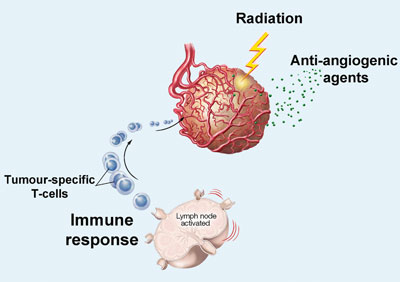 Radiation
Anti-angiogenic
agents
Tumour-specific
T-cells
Immune
response
Lymph node
activated